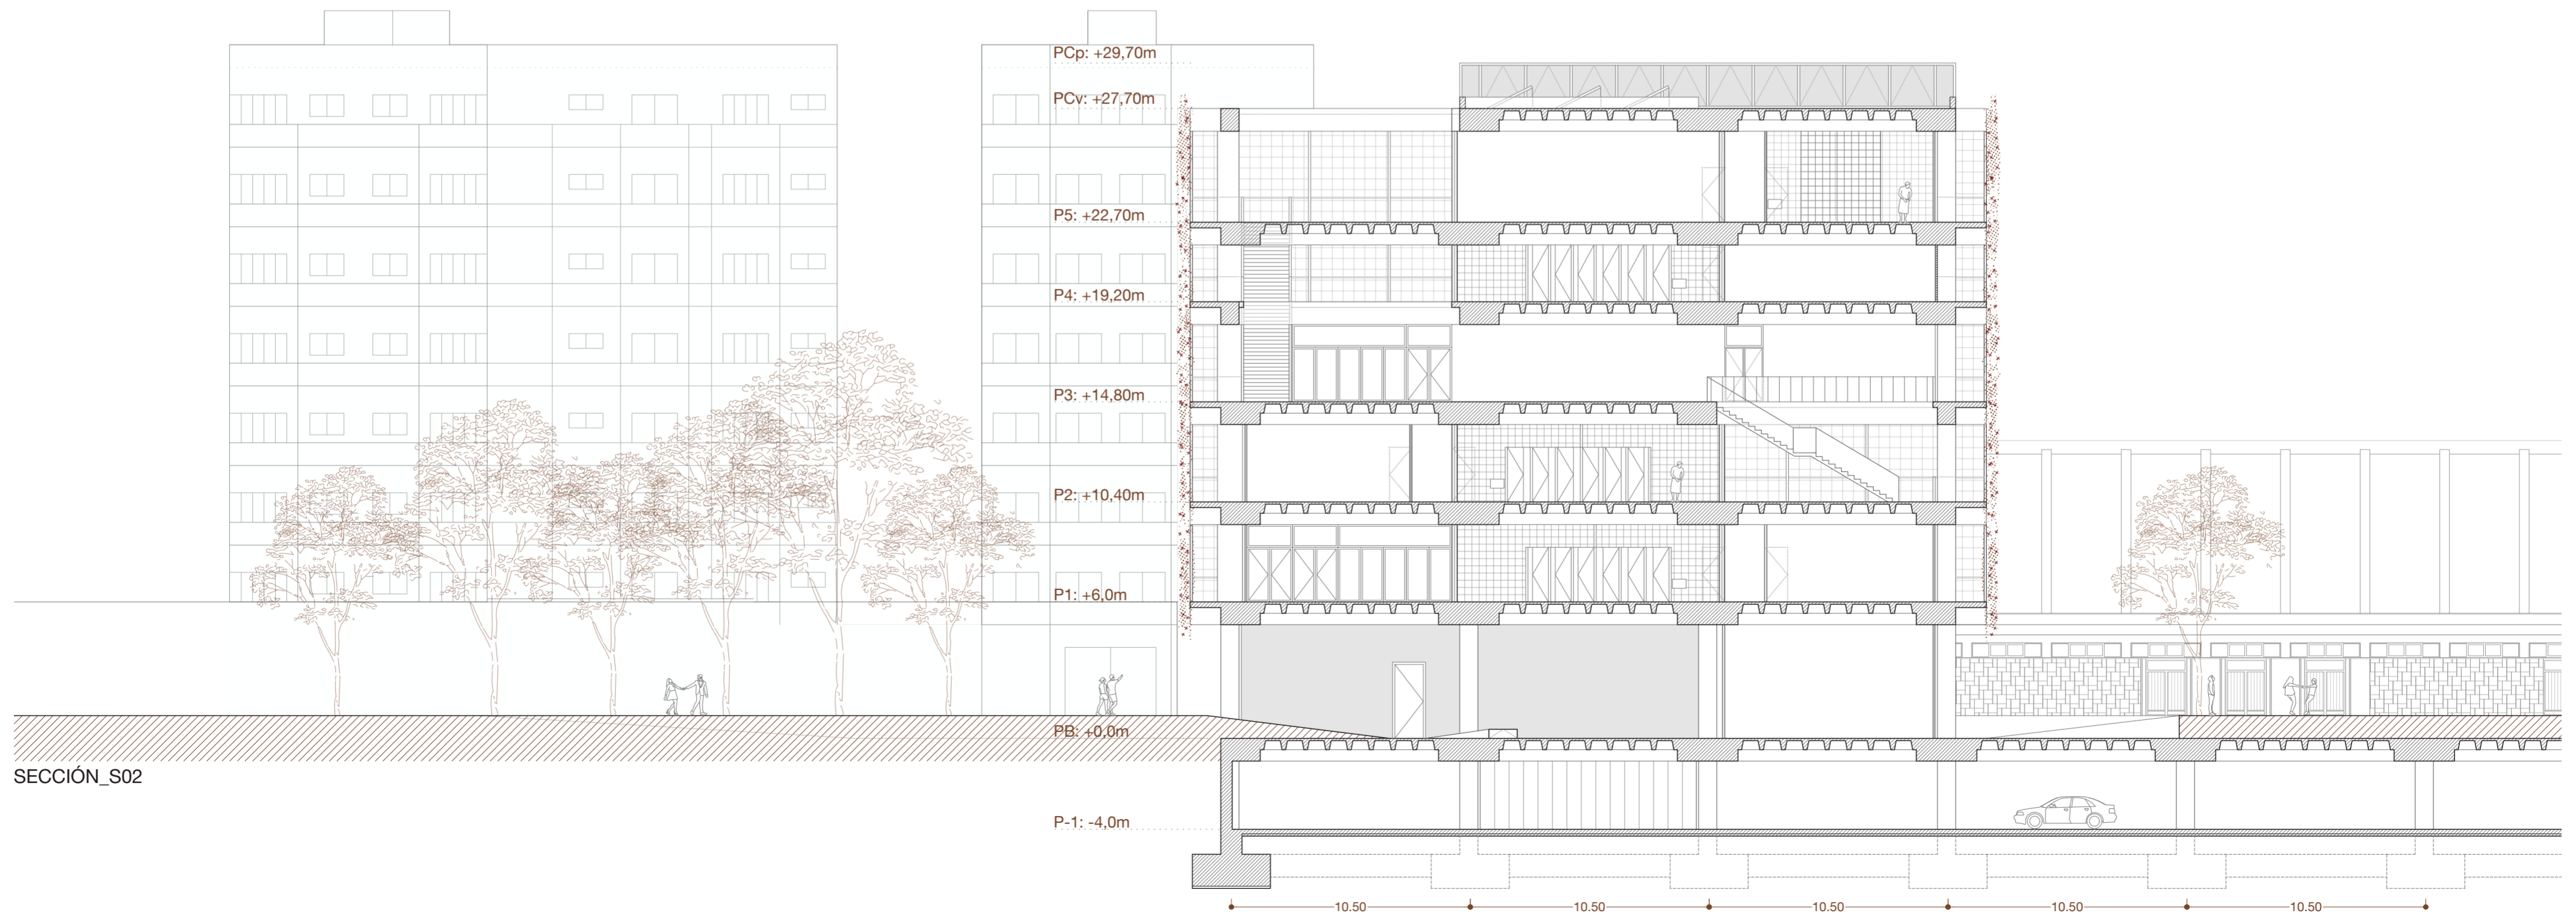 PCp: +29,70m
PCv: +27,70m
P5: +22,70m
P4: +19,20m
P3: +14,80m
P2: +10,40m
P1: +6,0m
PB: +0,0m
SECCIÓN_S02
P-1: -4,0m
10.50 10.50 10.50 10.50 10.50